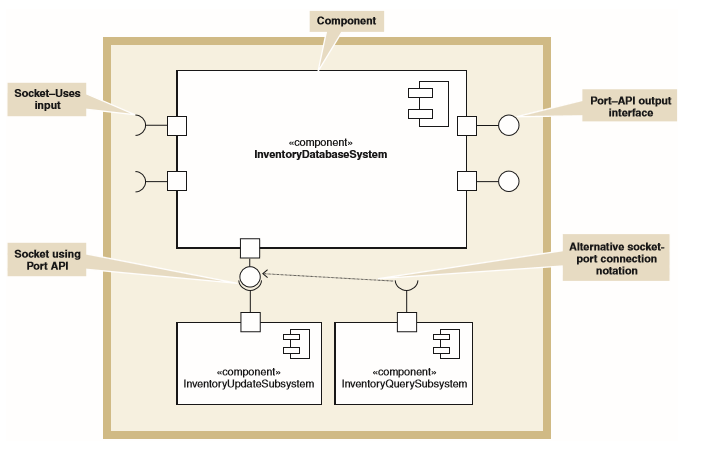 Component
Socket–Uses
input
Port–API output
interface
«component»
InventoryDatabaseSystem
Socket using
Port API
Alternative socket-
port connection
notation
«component»
InventoryUpdateSubsystem
«component»
InventoryQuerySubsystem